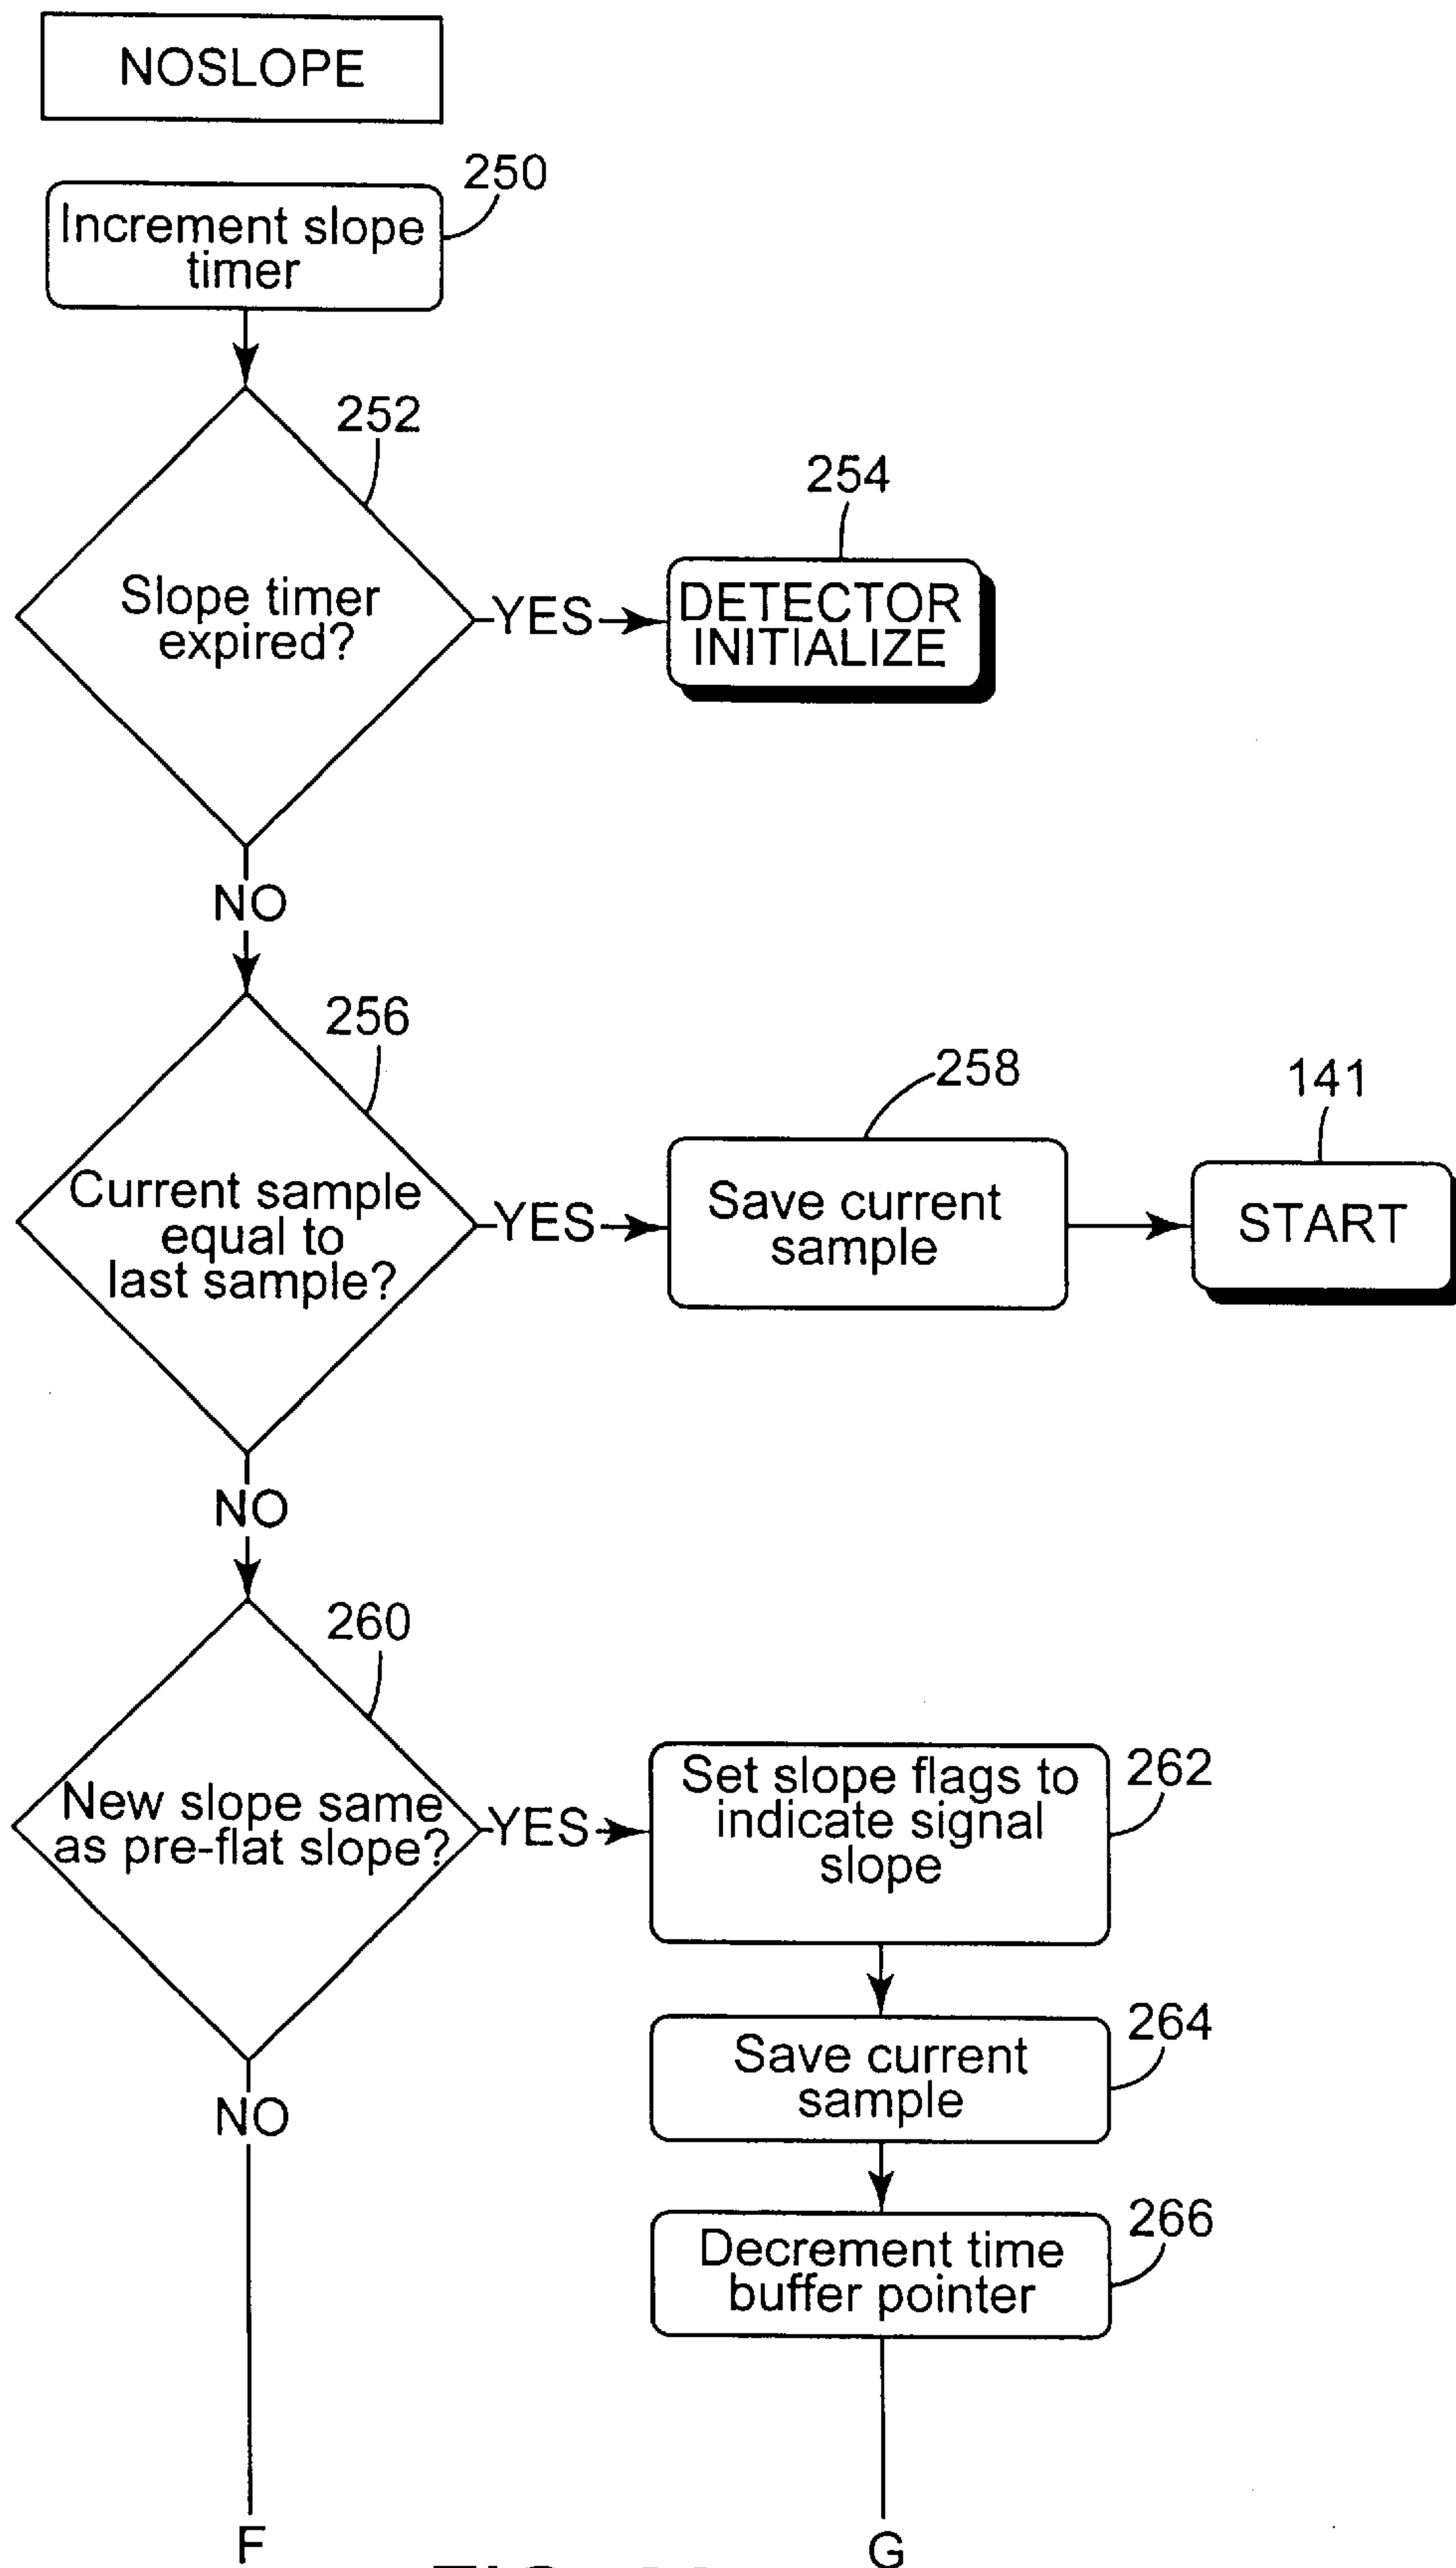 NOSLOPE
250
Increment slope
timer
252
Slope timer
expired?
YES
254
DETECTOR
INITIALIZE
NO
256
Current sample
equal to
last sample?
YES
258
Save current
sample
141
START
NO
260
New slope same
as pre-flat slope?
YES
262
Set slope flags to
indicate signal
slope
264
Save current
sample
NO
266
Decrement time
buffer pointer
F
G